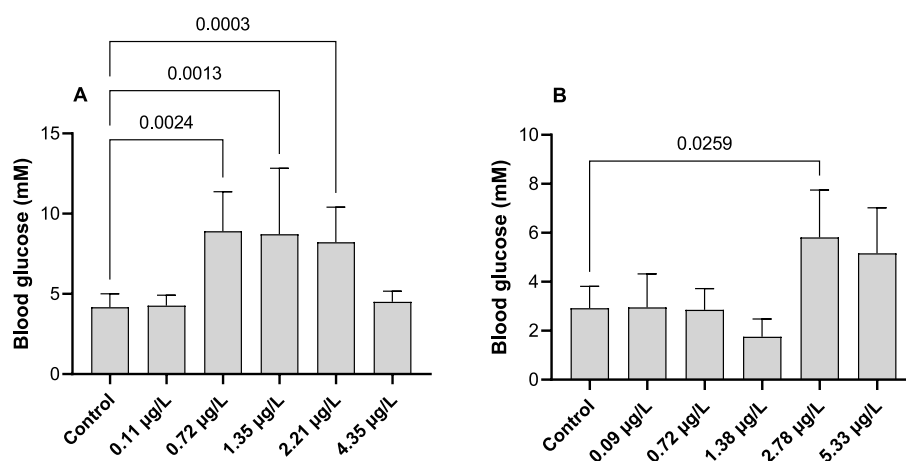 A
0.0003
0.0013
0.0024
Blood glucose (mM)
15
10
5
0
Control
0.11 µg/L
0.72 µg/L
1.35 µg/L
2.21 µg/L
4.35 µg/L
B
0.0259
Blood glucose (mM)
10
8
6
4
2
0
Control
0.09 µg/L
0.72 µg/L
1.38 µg/L
2.78 µg/L
5.33 µg/L